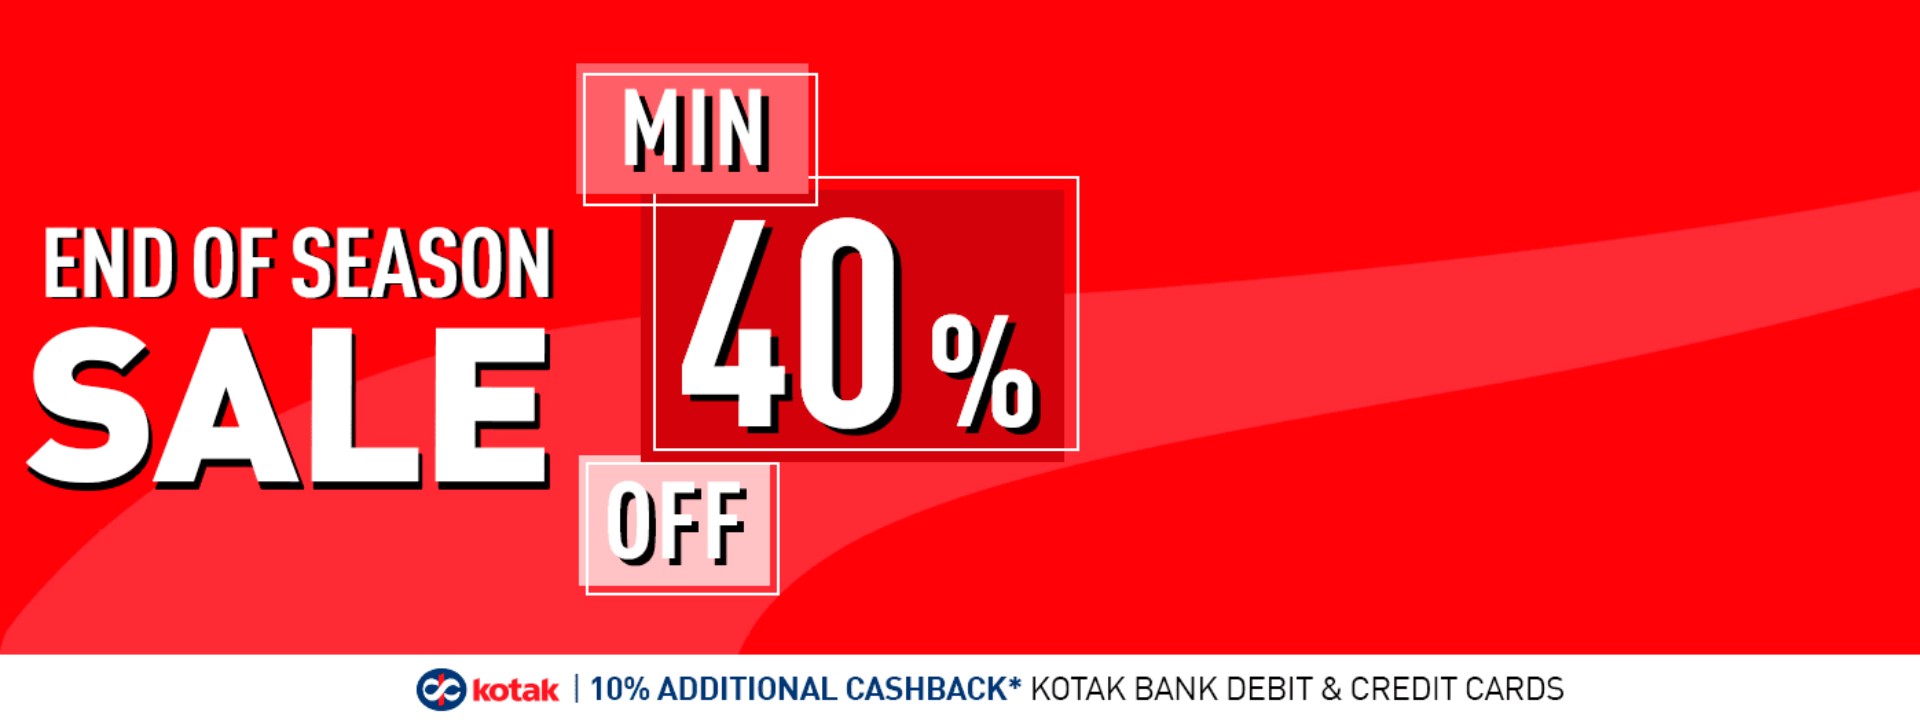 END OF SEASON
SALE
MIN
40%
OFF
kotak | 10% ADDITIONAL CASHBACK* KOTAK BANK DEBIT & CREDIT CARDS